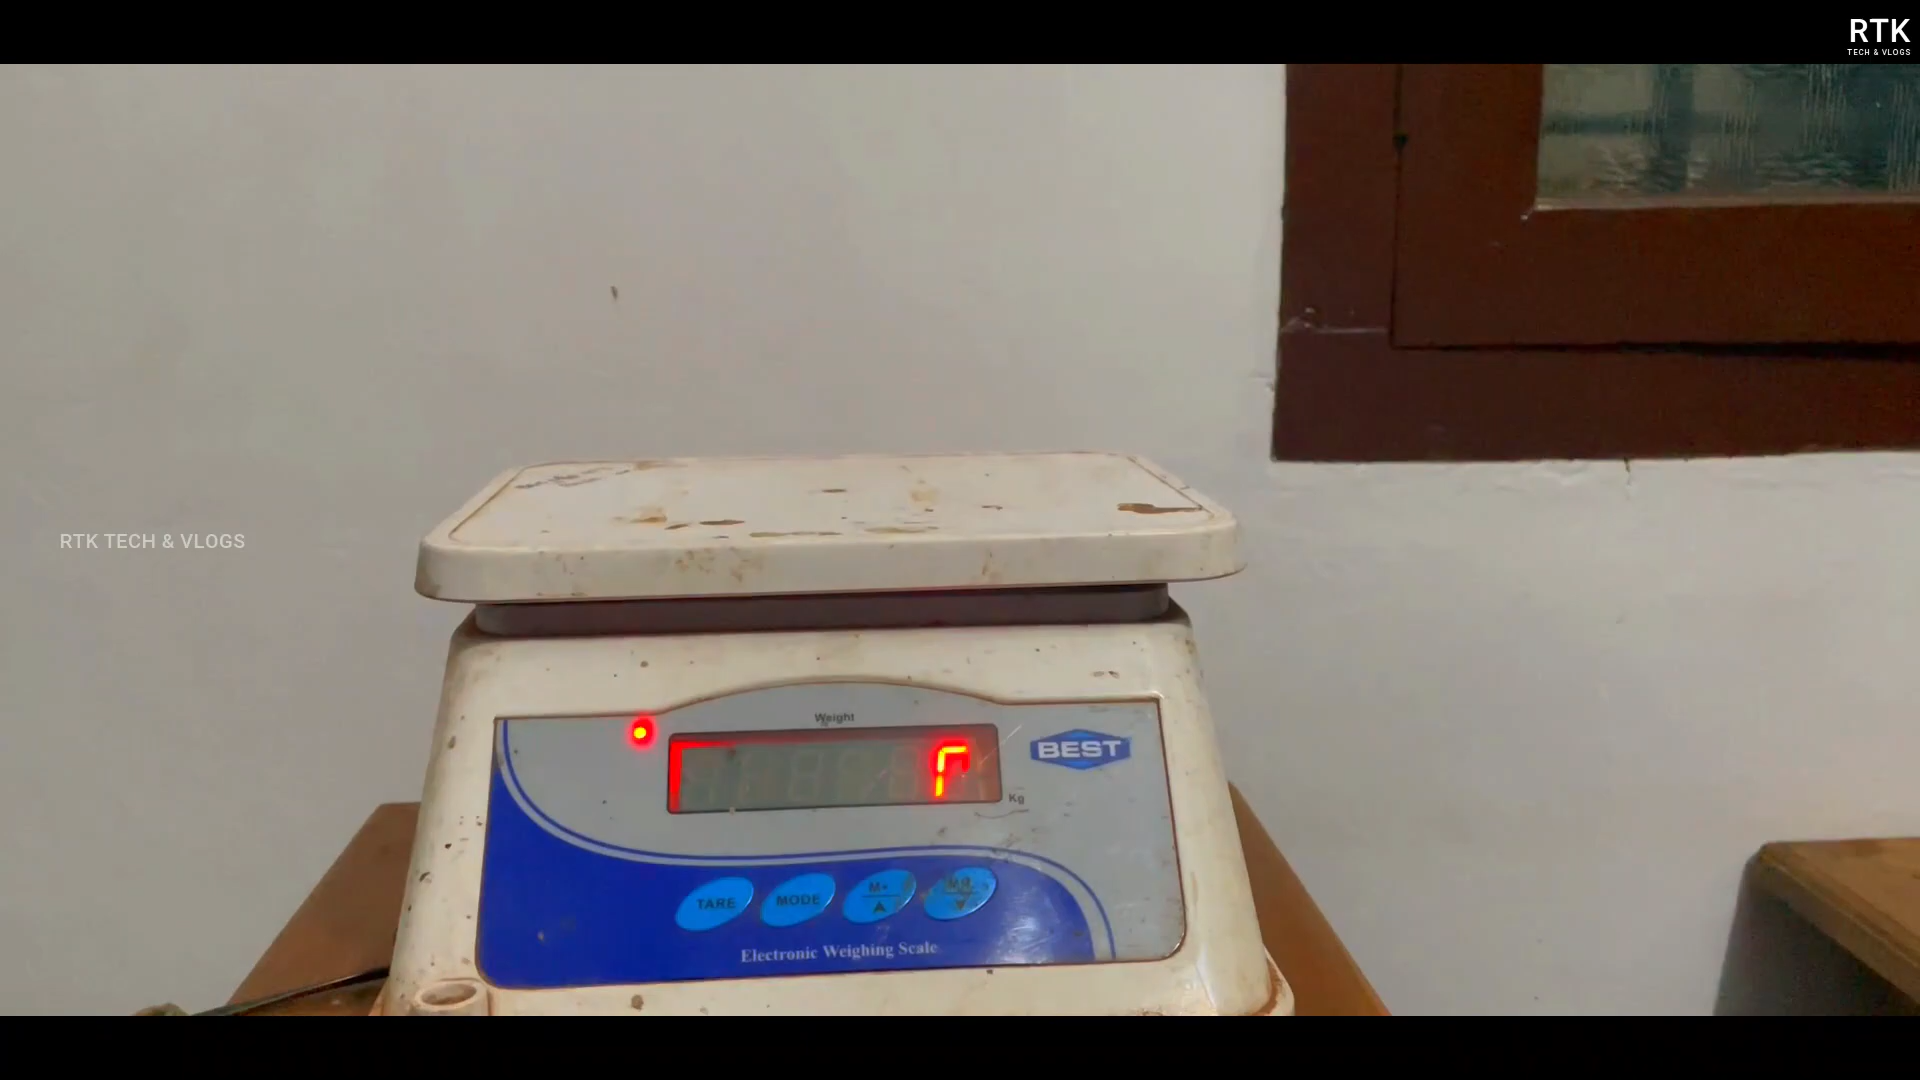 RTK
TECH & VLOGS
RTK TECH & VLOGS
Weight
BEST
Kg
TARE
MODE
M+
Electronic Weighing Scale